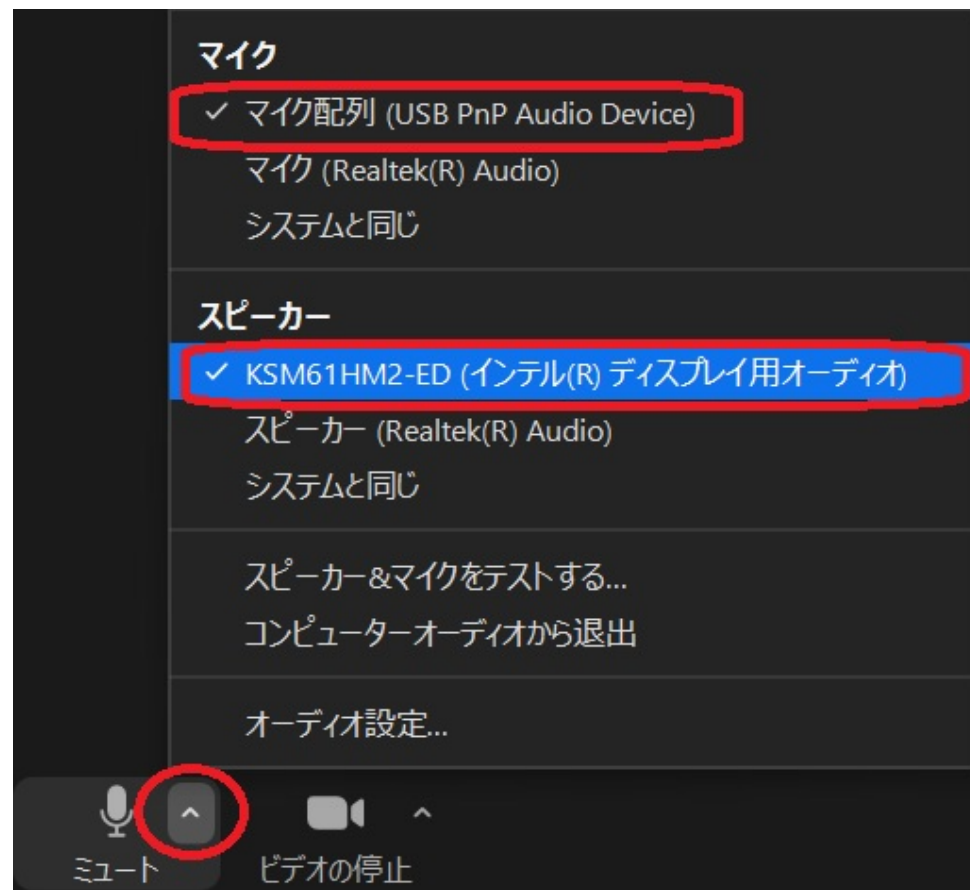 マイク
マイク配列 (USB PnP Audio Device)
マイク (Realtek(R) Audio)
システムと同じ
スピーカー
KSM61HM2-ED (インテル(R) ディスプレイ用オーディオ)
スピーカー (Realtek(R) Audio)
システムと同じ
スピーカー&マイクをテストする...
コンピューターオーディオから退出
オーディオ設定...
ミュート
ビデオの停止